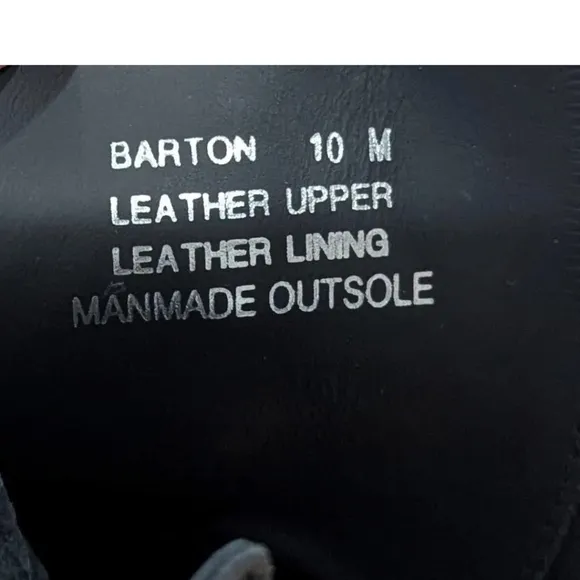 BARTON 10 M
LEATHER UPPER
LEATHER LINING
MANMADE OUTSOLE